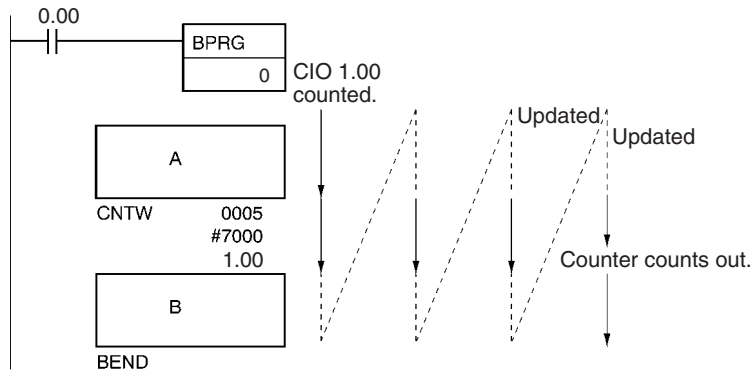 0.00
BPRG
0
CIO 1.00
counted.
Updated
Updated
A
CNTW 0005
#7000
1.00
Counter counts out.
B
BEND